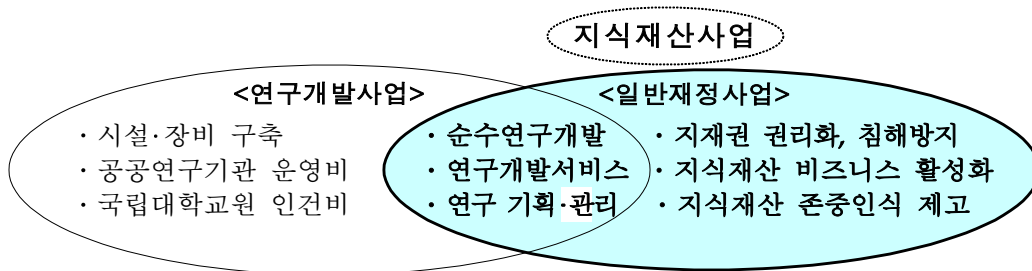 지식재산사업
<연구개발사업> <일반재정사업>
· 시설·장비 구축 · 순수연구개발 · 지재권 권리화, 침해방지
· 공공연구기관 운영비 · 연구개발서비스 · 지식재산 비즈니스 활성화
· 국립대학교원 인건비 · 연구 기획·관리 · 지식재산 존중인식 제고